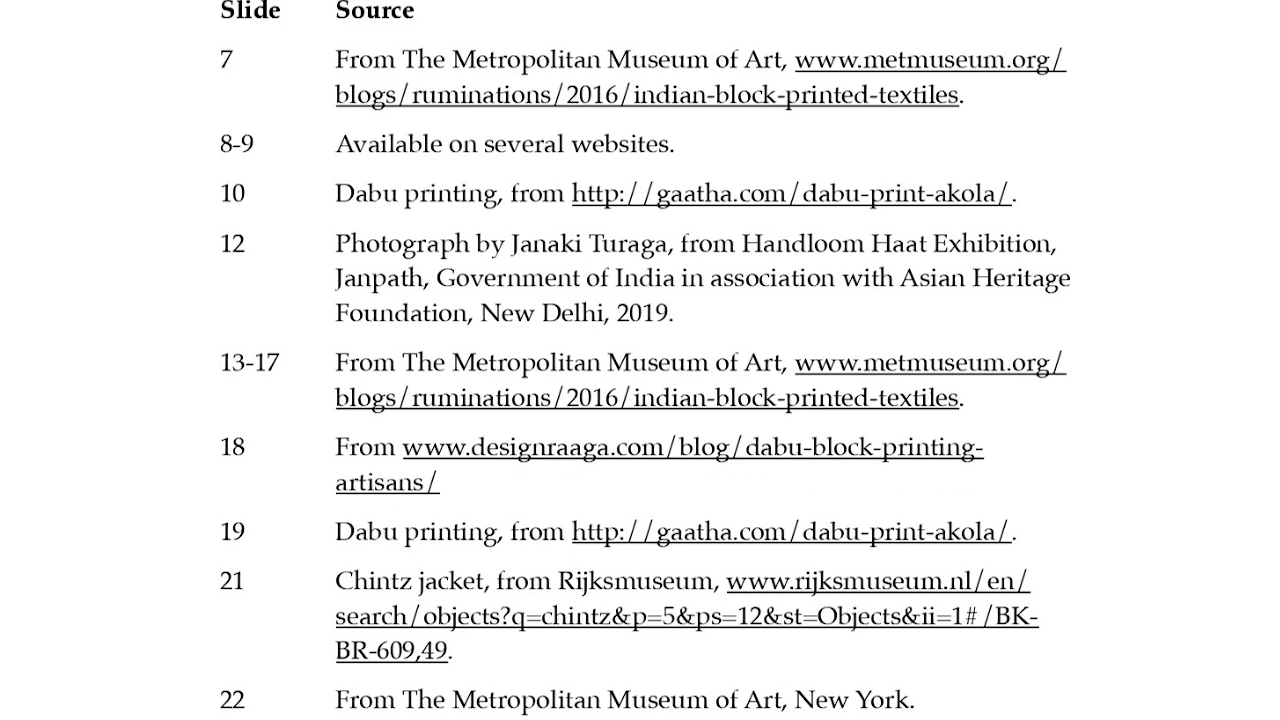 Slide Source
7 From The Metropolitan Museum of Art, www.metmuseum.org/
blogs/ruminations/2016/indian-block-printed-textiles.
8-9 Available on several websites.
10 Dabu printing, from http://gaatha.com/dabu-print-akola/.
12 Photograph by Janaki Turaga, from Handloom Haat Exhibition,
Janpath, Government of India in association with Asian Heritage
Foundation, New Delhi, 2019.
13-17 From The Metropolitan Museum of Art, www.metmuseum.org/
blogs/ruminations/2016/indian-block-printed-textiles.
18 From www.designraaga.com/blog/dabu-block-printing-
artisans/
19 Dabu printing, from http://gaatha.com/dabu-print-akola/.
21 Chintz jacket, from Rijksmuseum, www.rijksmuseum.nl/en/
search/objects?q=chintz&p=5&ps=12&st=Objects&ii=1#/BK-
BR-609,49.
22 From The Metropolitan Museum of Art, New York.